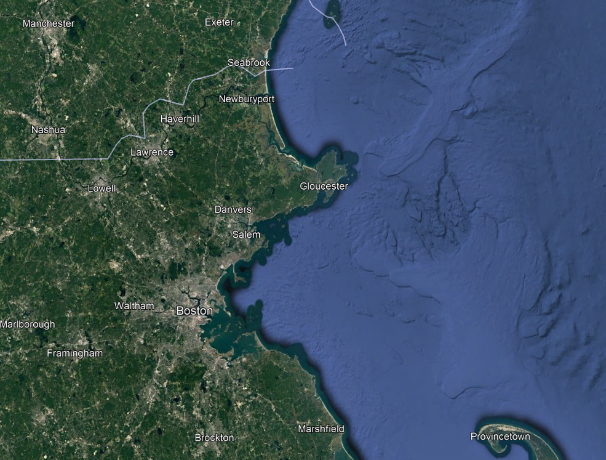 Manchester
Exeter
Seabrook
Newburyport
Haverhill
Nashua
Lawrence
Lowell
Gloucester
Danvers
Salem
Waltham
Boston
Marlborough
Framingham
Marshfield
Brockton
Provincetown